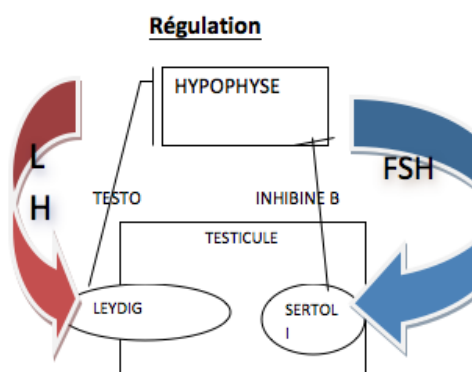 Régulation
HYPOPHYSE
L
H
FSH
TESTO
INHIBINE B
TESTICULE
LEYDIG
SERTOL
I